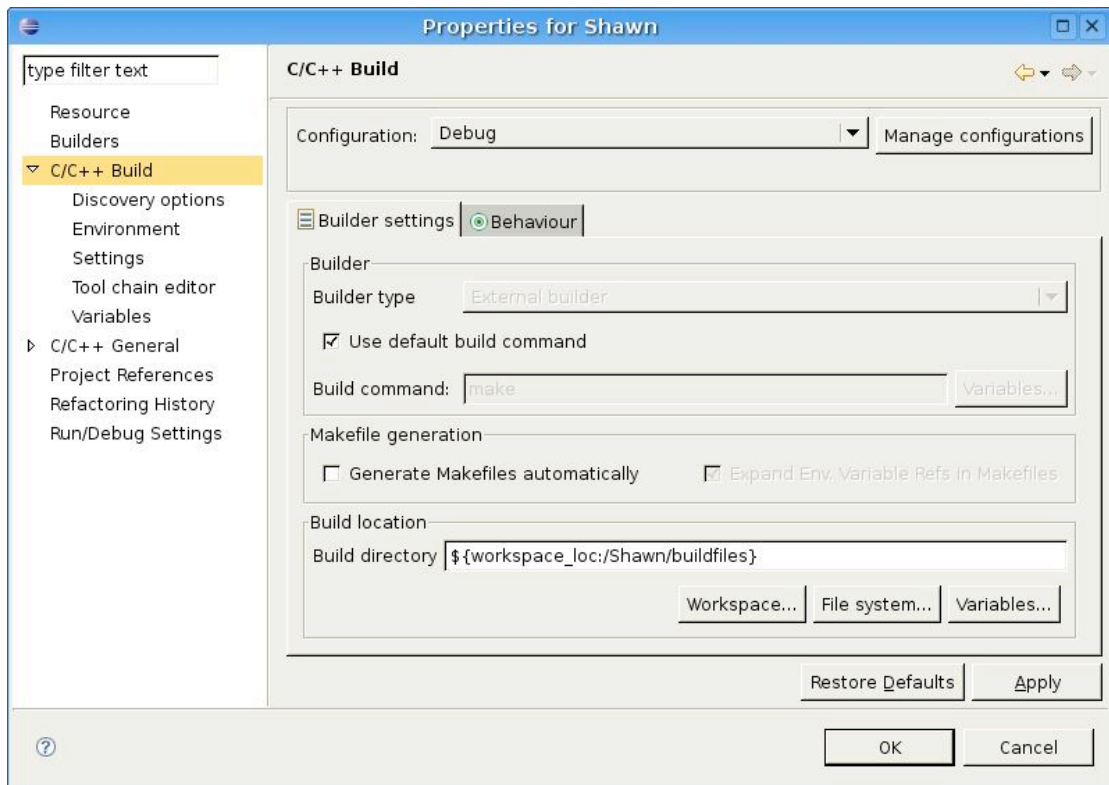 Properties for Shawn
type filter text
Resource
Builders
C/C++ Build
Discovery options
Environment
Settings
Tool chain editor
Variables
C/C++ General
Project References
Refactoring History
Run/Debug Settings
C/C++ Build
Configuration: Debug Manage configurations
Builder settings Behaviour
Builder
Builder type External builder
Use default build command
Build command: make Variables...
Makefile generation
Generate Makefiles automatically Expand Env. Variable Refs in Makefiles
Build location
Build directory ${workspace_loc:/Shawn/buildfiles}
Workspace... File system... Variables...
Restore Defaults Apply
? OK Cancel